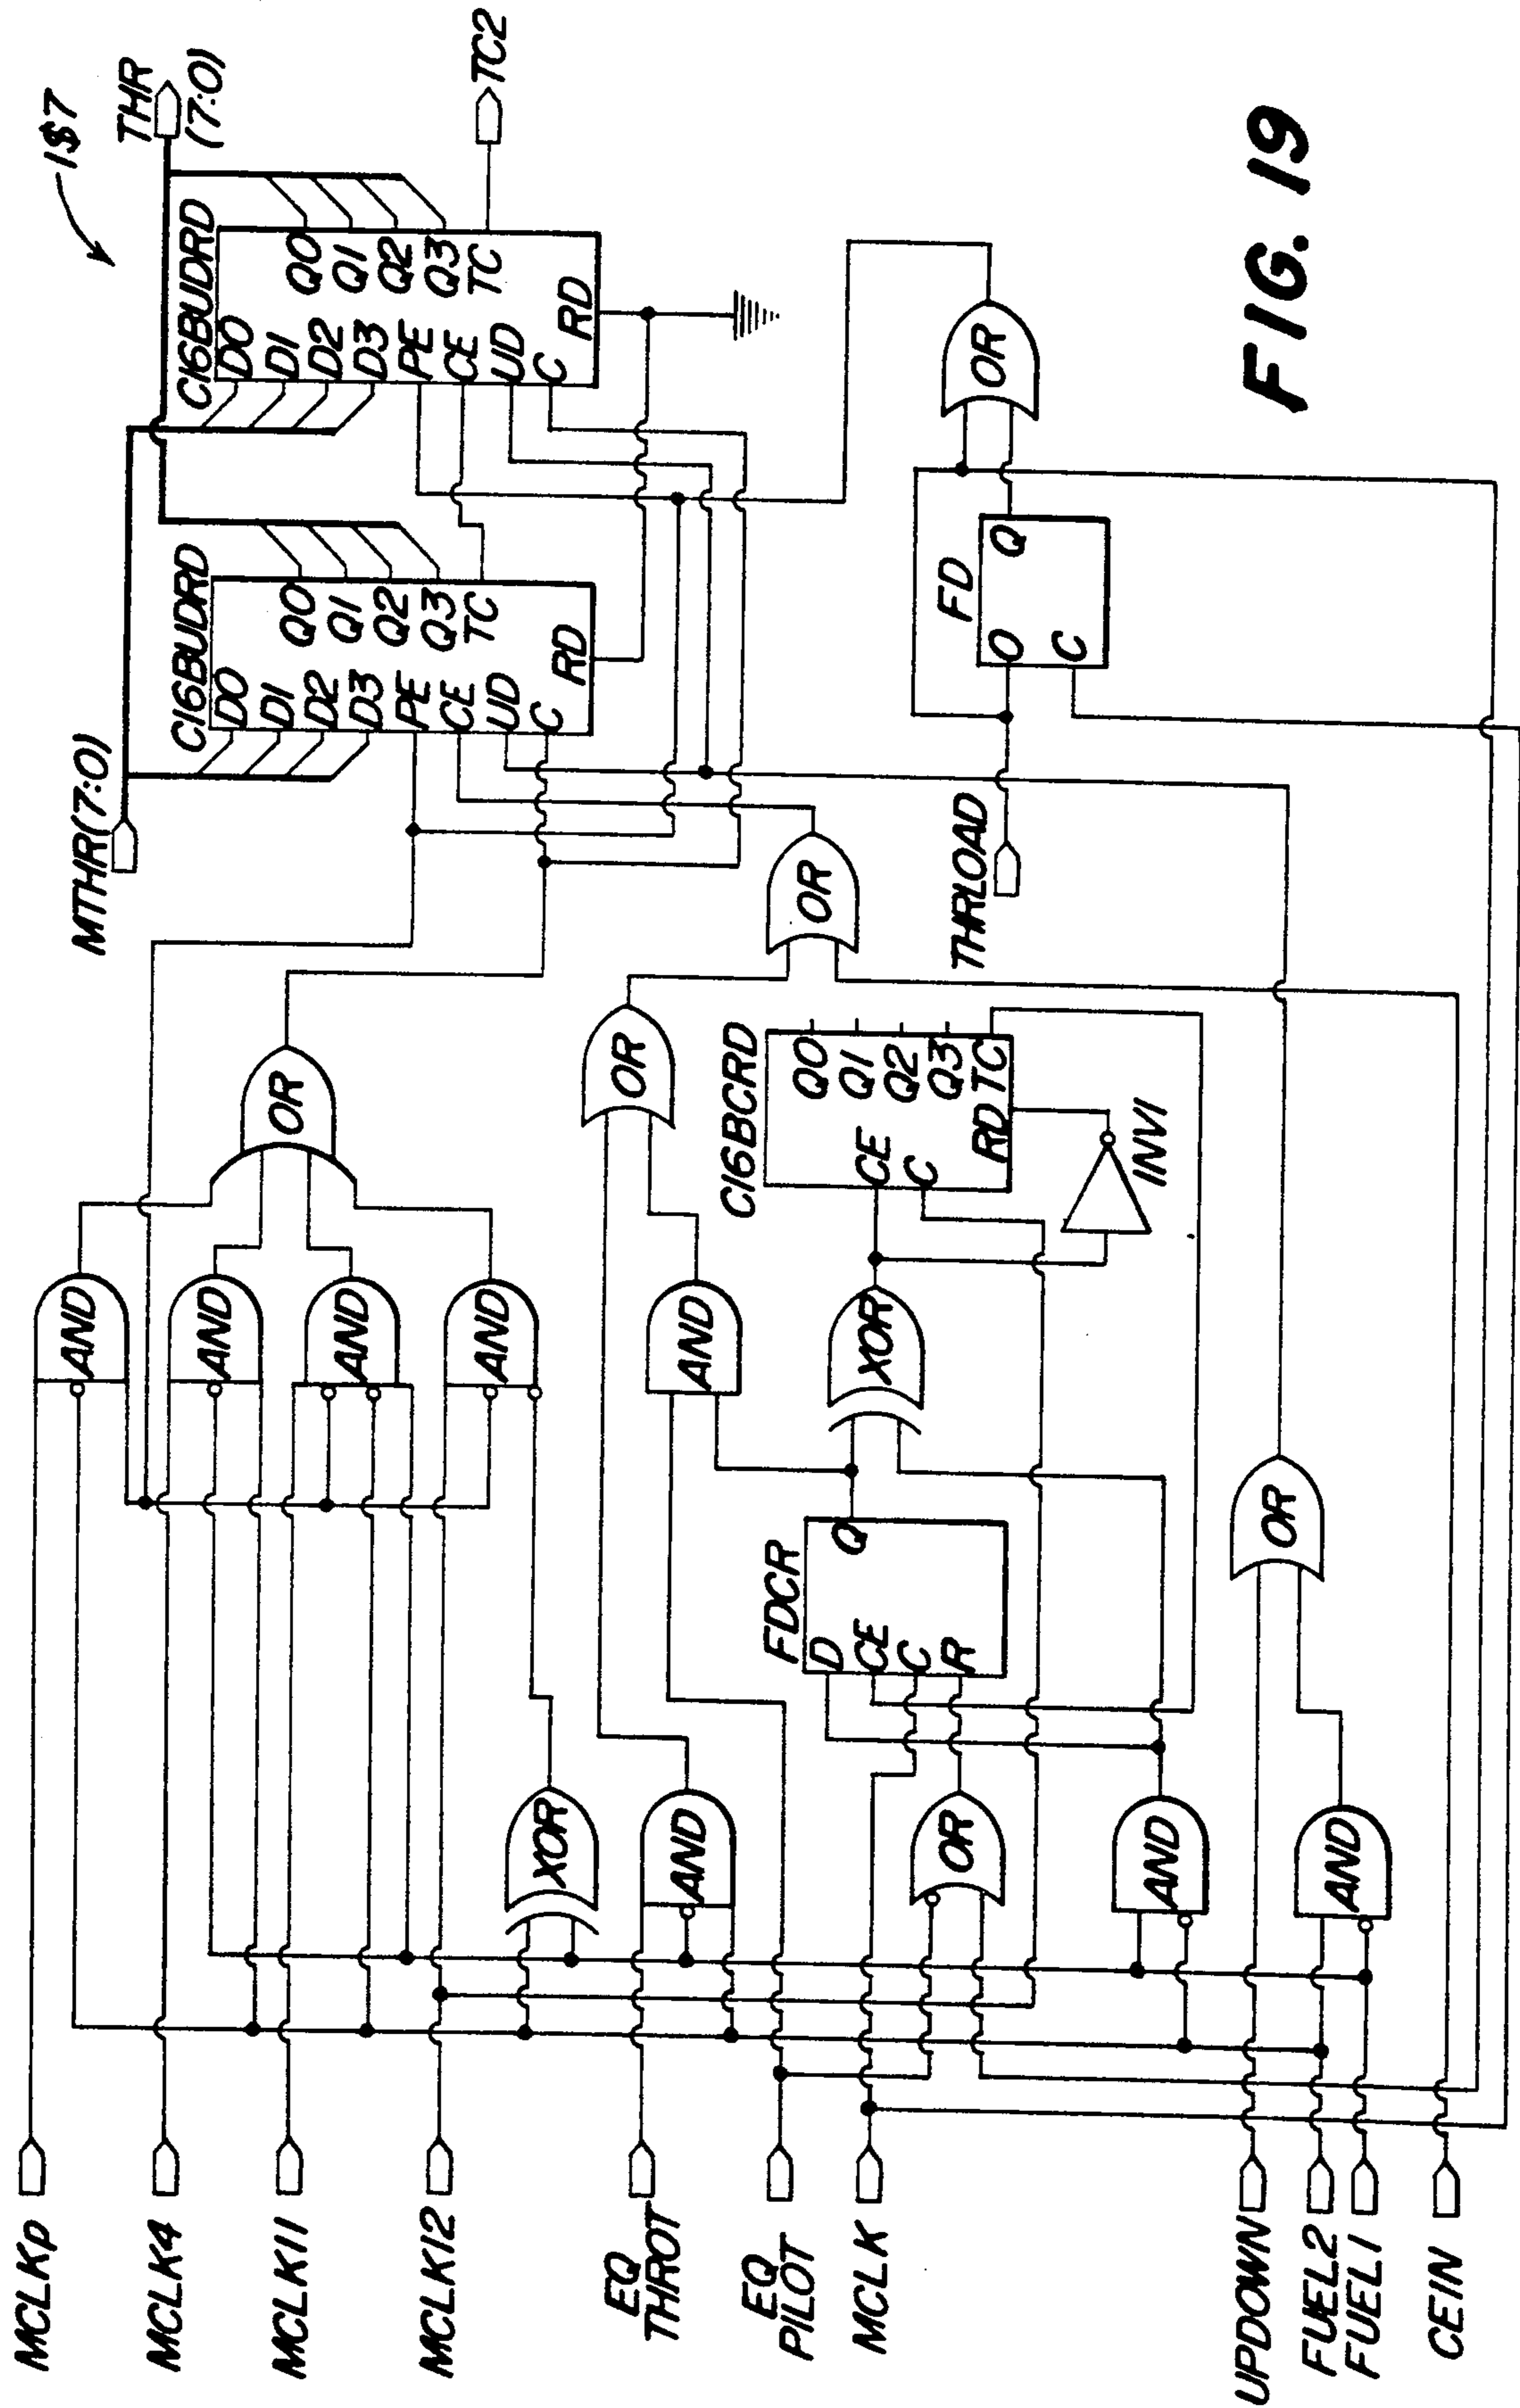 1$7
THR
(7:0)
TC2
MTHR(7:0)
C16BUDRD
D0
D1
D2
D3
PE
CE
UD
C
Q0
Q1
Q2
Q3
TC
RD
C16BUDRD
D0
D1
D2
D3
PE
CE
UD
C
Q0
Q1
Q2
Q3
TC
RD
MCLKp
MCLK4
MCLK11
MCLK12
EQ
THROT
EQ
PILOT
MCLK
UPDOWN
FUEL2
FUEL1
CEIN
AND
AND
AND
AND
OR
XOR
AND
AND
OR
OR
OR
FDCR
D
CE
C
R
Q
XOR
C16BCRD
CE
C
Q0
Q1
Q2
Q3
TC
RD
INV1
AND
AND
OR
THRLOAD
FD
O
C
Q
OR
FIG. 19